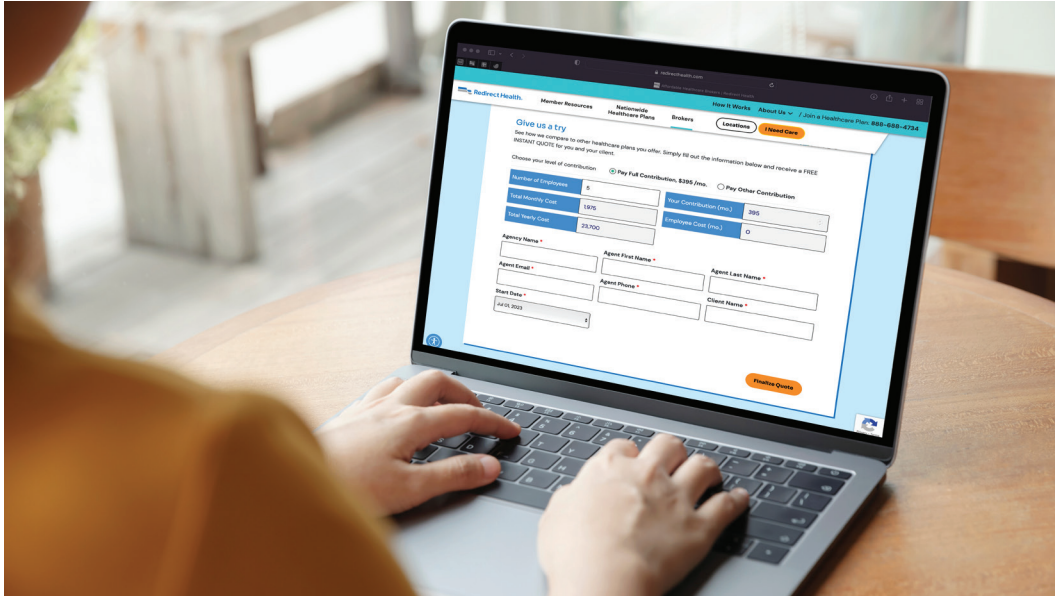 redirecthealth.com
Redirect Health.
Member Resources
Nationwide
Healthcare Plans
Brokers
How It Works
About Us
/ Join a Healthcare Plan: 888-688-4734
Locations
I Need Care
Give us a try
See how we compare to other healthcare plans you offer. Simply fill out the information below and receive a FREE
INSTANT QUOTE for you and your client.
Choose your level of contribution
Pay Full Contribution, $395 /mo.
Pay Other Contribution
Number of Employees
5
Your Contribution (mo.)
395
Total Monthly Cost
1,975
Employee Cost (mo.)
0
Total Yearly Cost
23,700
Agency Name *
Agent First Name *
Agent Last Name *
Agent Email *
Agent Phone *
Client Name *
Start Date *
Jul 01, 2023
Finalize Quote